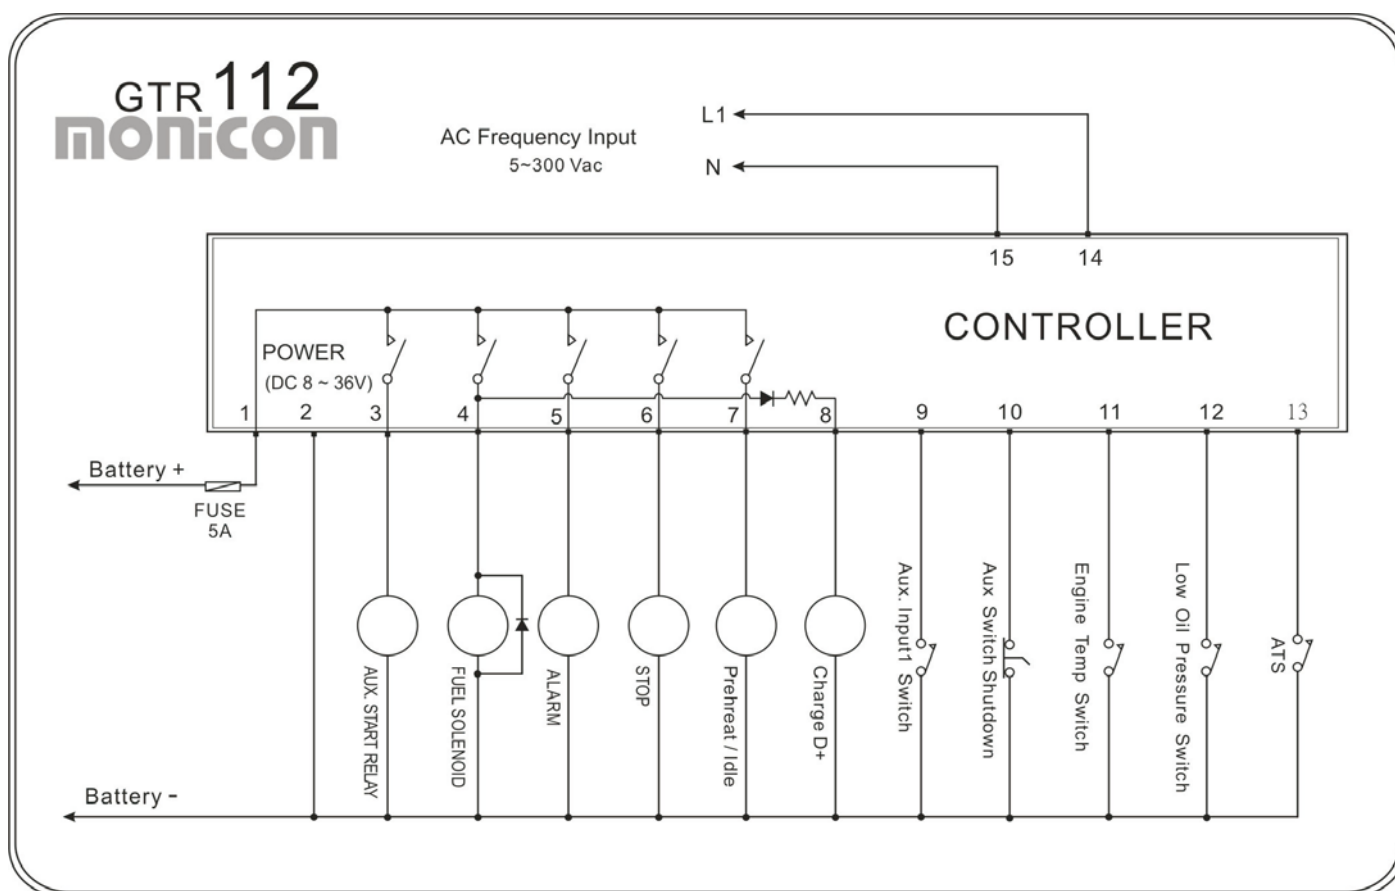 GTR 112
monicon
AC Frequency Input
5~300 Vac
L1
N
15
14
CONTROLLER
POWER
(DC 8 ~ 36V)
1
2
3
4
5
6
7
8
9
10
11
12
13
Battery +
FUSE
5A
AUX. START RELAY
FUEL SOLENOID
ALARM
STOP
Prehreat / Idle
Charge D+
Aux. Input1 Switch
Aux Switch Shutdown
Engine Temp Switch
Low Oil Pressure Switch
ATS
Battery -